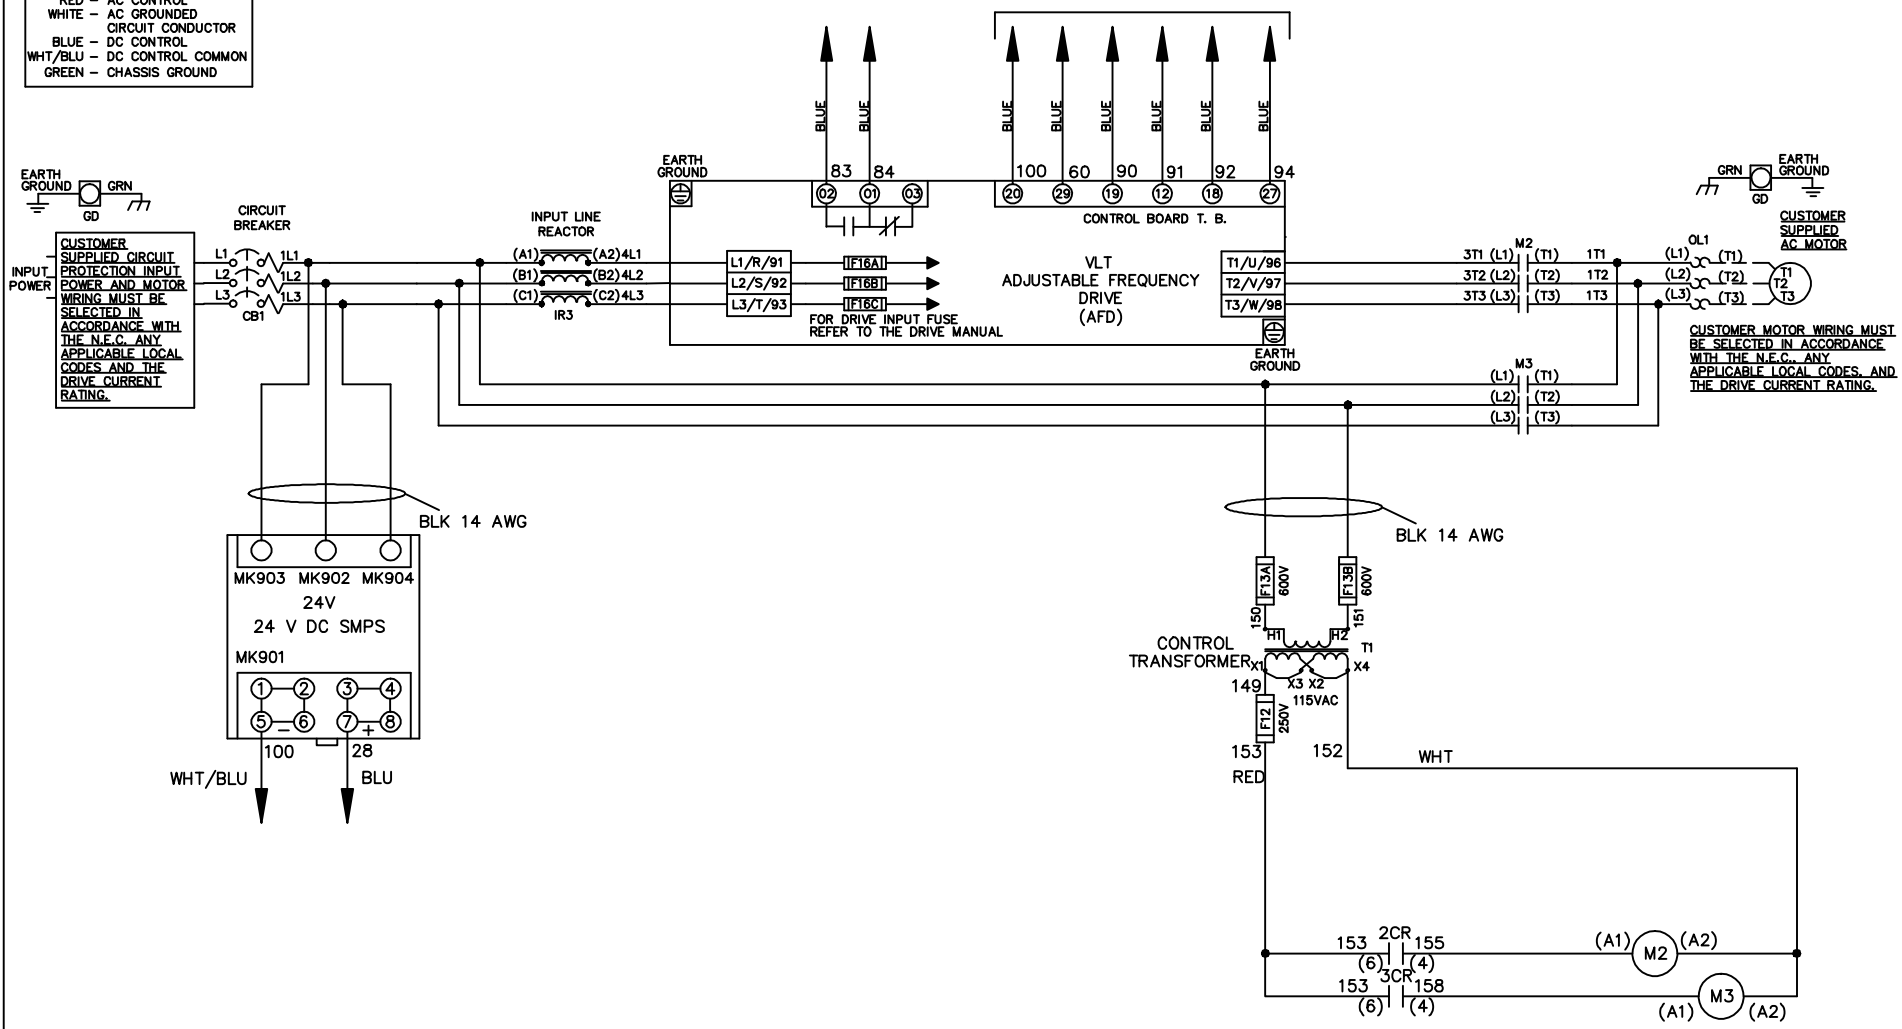 RED – AC CONTROL
WHITE – AC GROUNDED
CIRCUIT CONDUCTOR
BLUE – DC CONTROL
WHT/BLU – DC CONTROL COMMON
GREEN – CHASSIS GROUND
EARTH
GROUND
GRN
GD
CUSTOMER
SUPPLIED CIRCUIT
PROTECTION INPUT
POWER AND MOTOR
WIRING MUST BE
SELECTED IN
ACCORDANCE WITH
THE N.E.C. ANY
APPLICABLE LOCAL
CODES AND THE
DRIVE CURRENT
RATING.
INPUT
POWER
CIRCUIT
BREAKER
L1 1L1
L2 1L2
L3 1L3
CB1
INPUT LINE
REACTOR
(A1) (A2) 4L1
(B1) (B2) 4L2
(C1) (C2) 4L3
IR3
EARTH
GROUND
BLUE
BLUE
83 84
02 01 03
BLUE
BLUE
BLUE
BLUE
BLUE
BLUE
100 60 90 91 92 94
20 29 19 12 18 27
CONTROL BOARD T. B.
L1/R/91
L2/S/92
L3/T/93
F16A
F16B
F16C
FOR DRIVE INPUT FUSE
REFER TO THE DRIVE MANUAL
VLT
ADJUSTABLE FREQUENCY
DRIVE
(AFD)
T1/U/96
T2/V/97
T3/W/98
EARTH
GROUND
M2
3T1 (L1) (T1) 1T1
3T2 (L2) (T2) 1T2
3T3 (L3) (T3) 1T3
M3
(L1) (T1)
(L2) (T2)
(L3) (T3)
OL1
(L1) (T1)
(L2) (T2)
(L3) (T3)
T1
T2
T3
GRN
EARTH
GROUND
GD
CUSTOMER
SUPPLIED
AC MOTOR
CUSTOMER MOTOR WIRING MUST
BE SELECTED IN ACCORDANCE
WITH THE N.E.C., ANY
APPLICABLE LOCAL CODES, AND
THE DRIVE CURRENT RATING.
BLK 14 AWG
MK903 MK902 MK904
24V
24 V DC SMPS
MK901
1 2 3 4
5 6 7 8
– +
100 28
WHT/BLU BLU
BLK 14 AWG
F13A
600V
F13B
600V
150
151
H1 H2
T1
CONTROL
TRANSFORMER
X1 X4
X3 X2
115VAC
149
F12
250V
153
RED
152
WHT
2CR
153 155
(6) (4)
(A1) M2 (A2)
3CR
153 158
(6) (4)
(A1) M3 (A2)